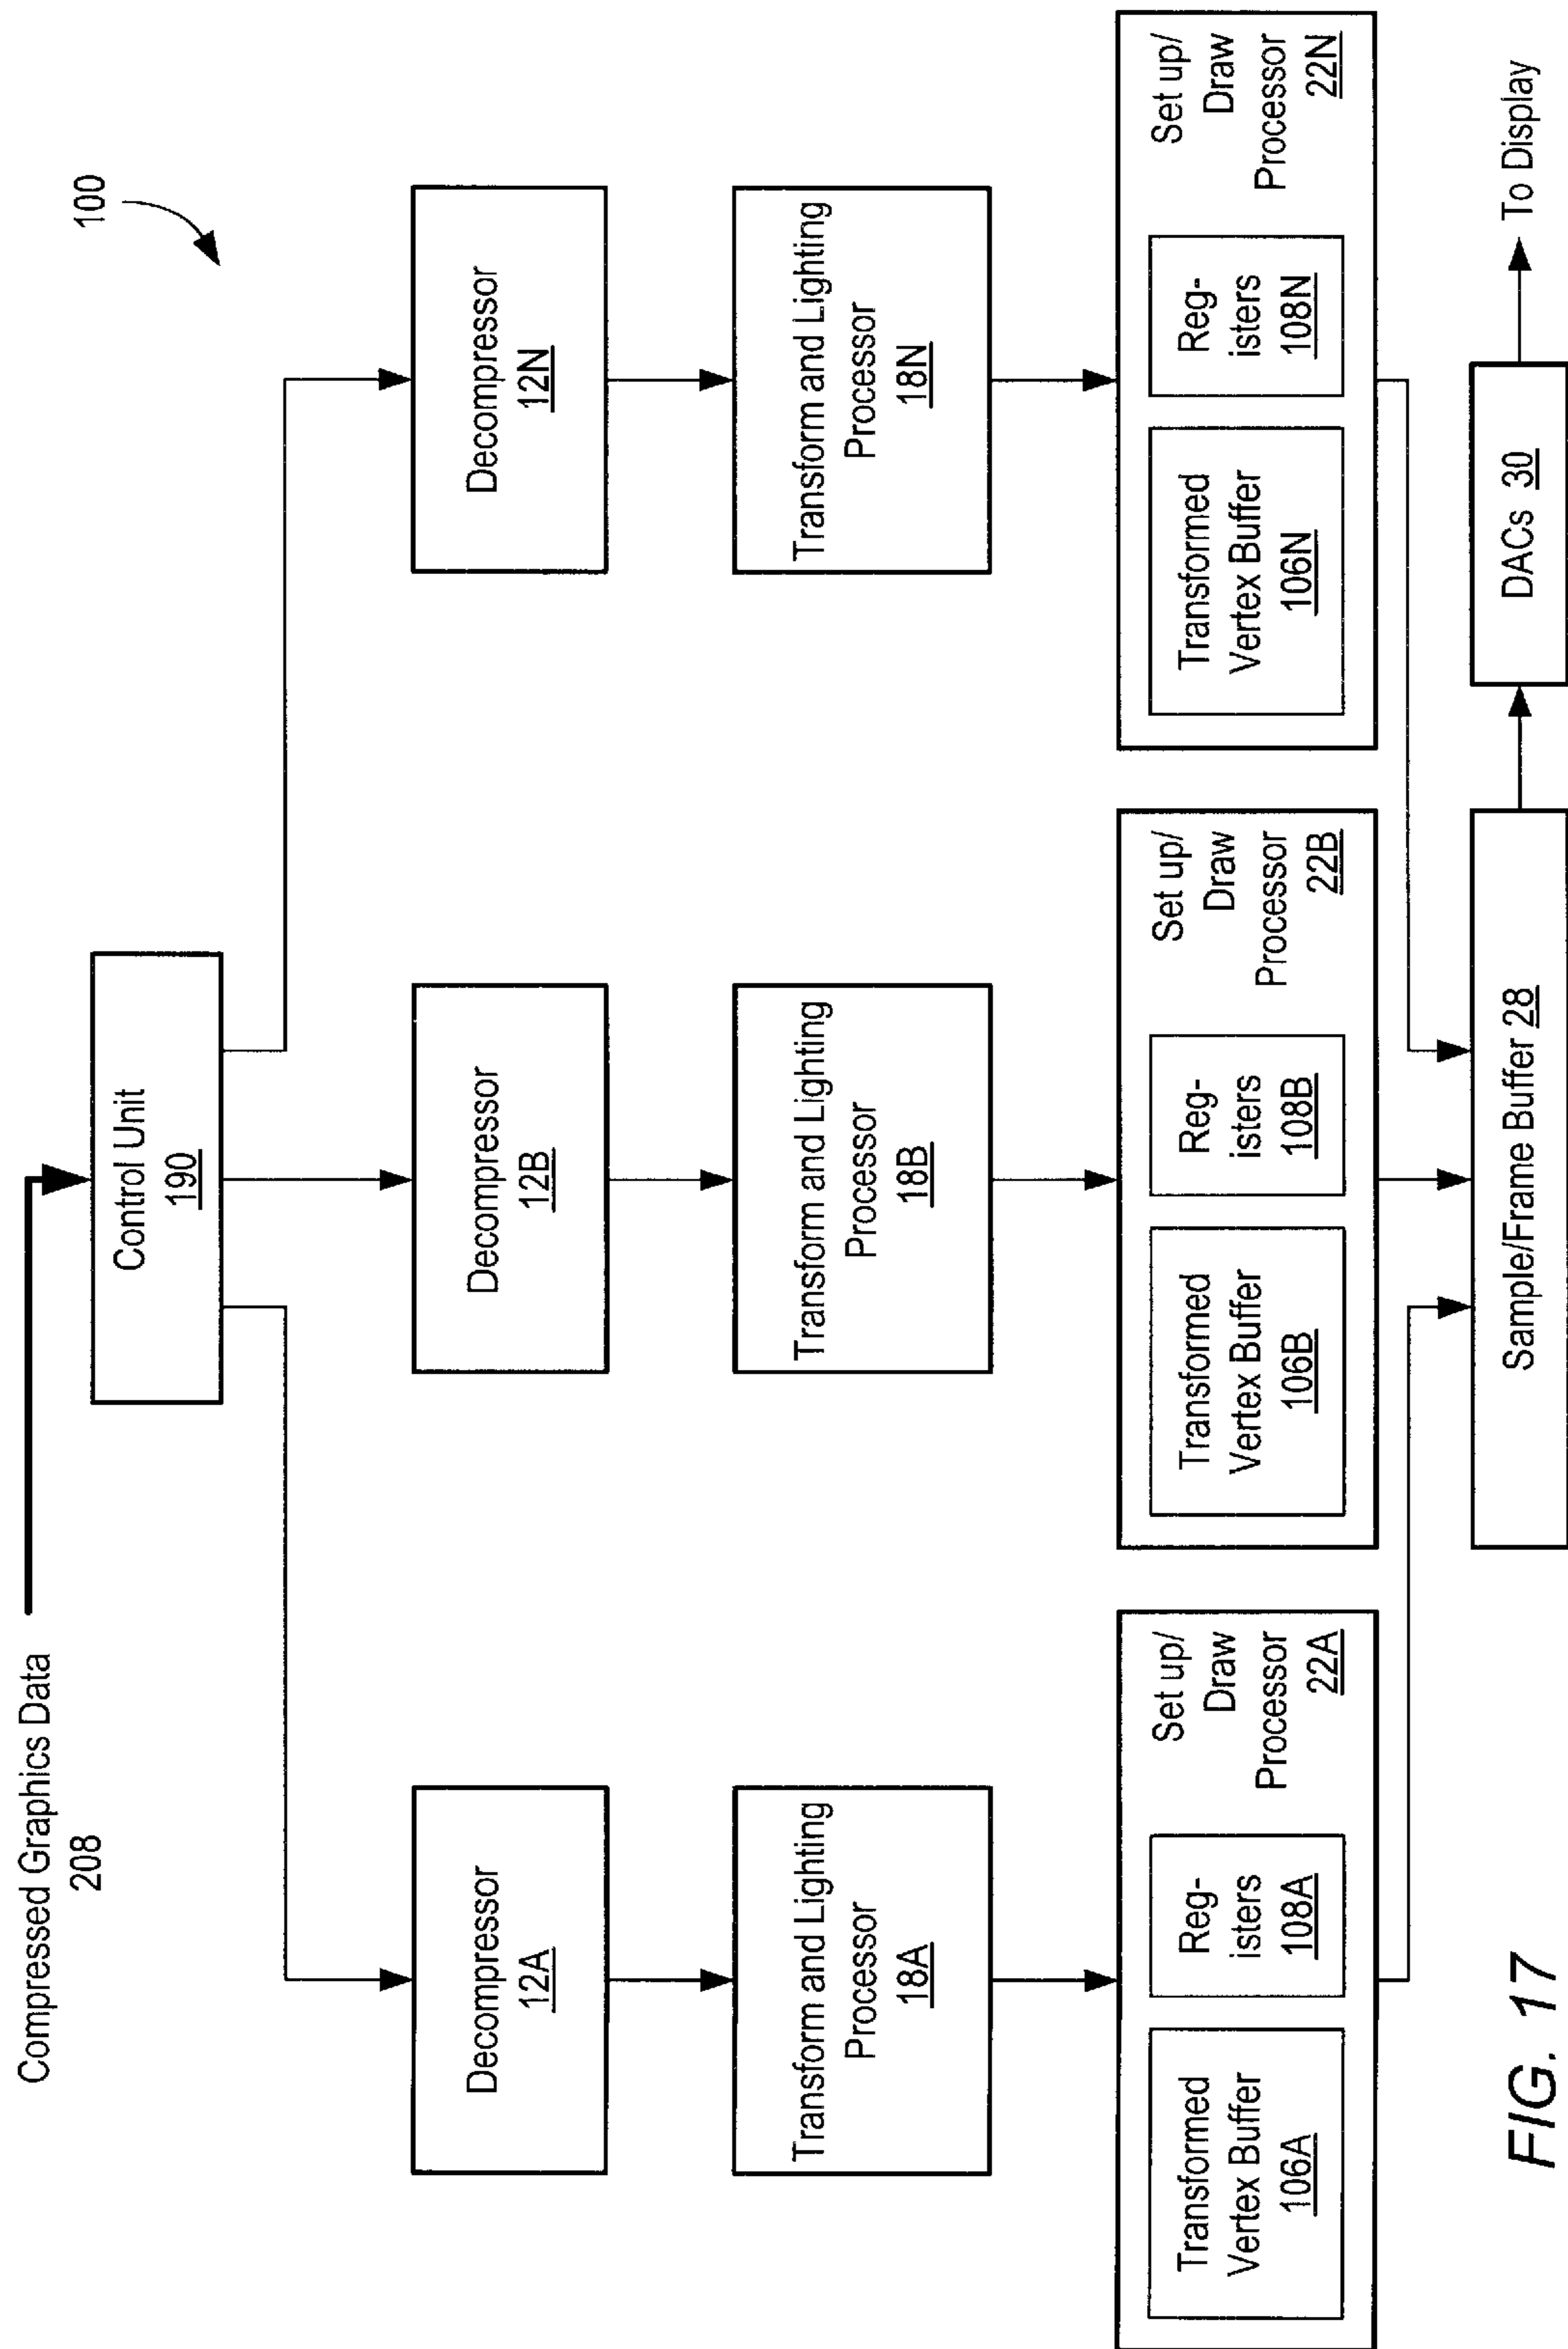 Compressed Graphics Data
208
100
Control Unit
190
Decompressor
12A
Decompressor
12B
Decompressor
12N
Transform and Lighting
Processor
18A
Transform and Lighting
Processor
18B
Transform and Lighting
Processor
18N
Transformed
Vertex Buffer
106A
Reg-
isters
108A
Set up/
Draw
Processor
22A
Transformed
Vertex Buffer
106B
Reg-
isters
108B
Set up/
Draw
Processor
22B
Transformed
Vertex Buffer
106N
Reg-
isters
108N
Set up/
Draw
Processor
22N
Sample/Frame Buffer 28
DACs 30
To Display
FIG. 17